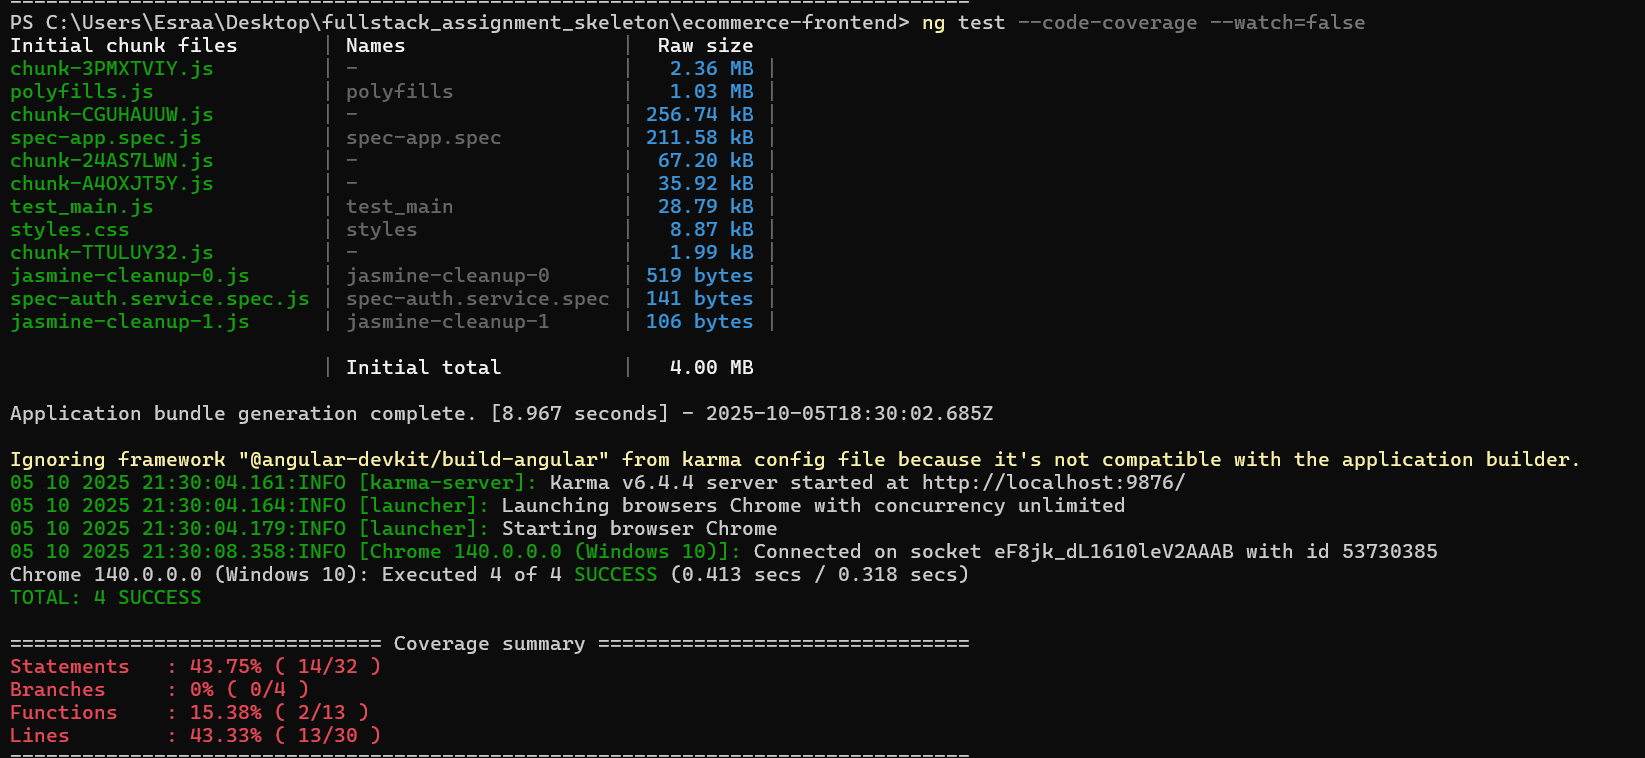 ===============================================================================
PS C:\Users\Esraa\Desktop\fullstack_assignment_skeleton\ecommerce-frontend> ng test --code-coverage --watch=false
Initial chunk files       | Names                  |  Raw size
chunk-3PMXTVIY.js         | -                      |   2.36 MB |
polyfills.js              | polyfills              |   1.03 MB |
chunk-CGUHAUUW.js         | -                      | 256.74 kB |
spec-app.spec.js          | spec-app.spec          | 211.58 kB |
chunk-24AS7LWN.js         | -                      |  67.20 kB |
chunk-A4OXJT5Y.js         | -                      |  35.92 kB |
test_main.js              | test_main              |  28.79 kB |
styles.css                | styles                 |   8.87 kB |
chunk-TTULUY32.js         | -                      |   1.99 kB |
jasmine-cleanup-0.js      | jasmine-cleanup-0      | 519 bytes |
spec-auth.service.spec.js | spec-auth.service.spec | 141 bytes |
jasmine-cleanup-1.js      | jasmine-cleanup-1      | 106 bytes |
                          | Initial total          |   4.00 MB
Application bundle generation complete. [8.967 seconds] - 2025-10-05T18:30:02.685Z
Ignoring framework "@angular-devkit/build-angular" from karma config file because it's not compatible with the application builder.
05 10 2025 21:30:04.161:INFO [karma-server]: Karma v6.4.4 server started at http://localhost:9876/
05 10 2025 21:30:04.164:INFO [launcher]: Launching browsers Chrome with concurrency unlimited
05 10 2025 21:30:04.179:INFO [launcher]: Starting browser Chrome
05 10 2025 21:30:08.358:INFO [Chrome 140.0.0.0 (Windows 10)]: Connected on socket eF8jk_dL1610leV2AAAB with id 53730385
Chrome 140.0.0.0 (Windows 10): Executed 4 of 4 SUCCESS (0.413 secs / 0.318 secs)
TOTAL: 4 SUCCESS
=============================== Coverage summary ===============================
Statements   : 43.75% ( 14/32 )
Branches     : 0% ( 0/4 )
Functions    : 15.38% ( 2/13 )
Lines        : 43.33% ( 13/30 )
================================================================================